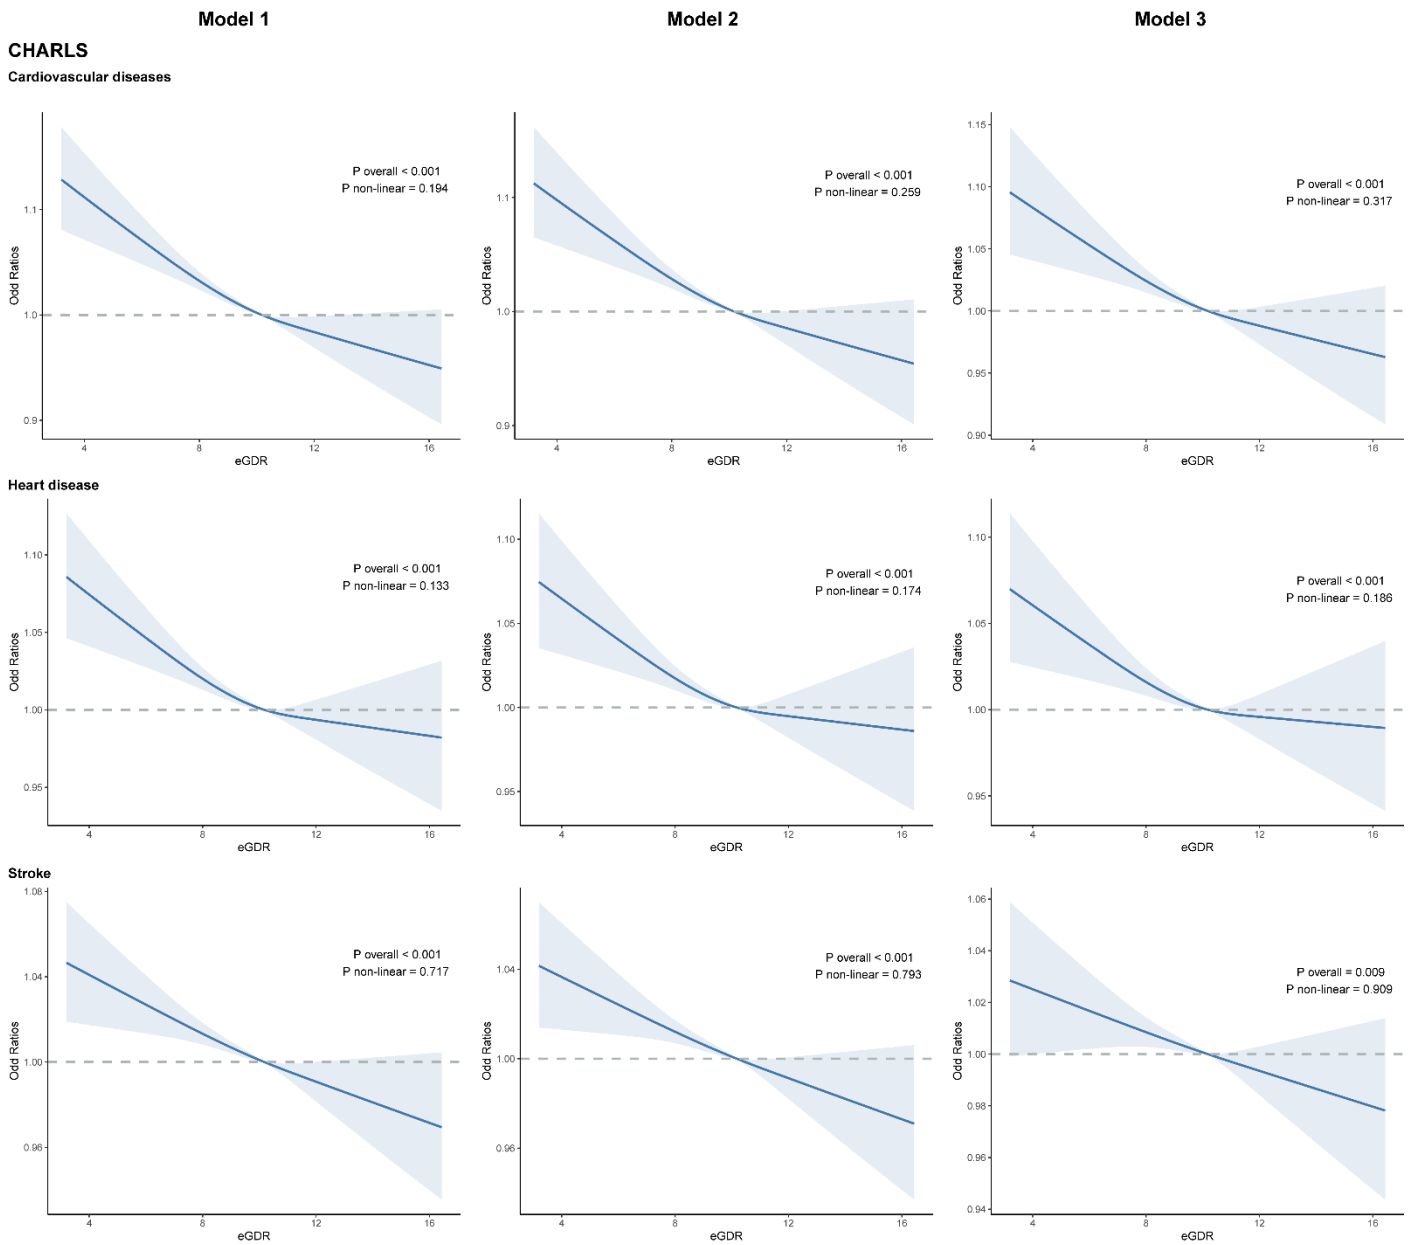 Model 1
Model 2
Model 3
CHARLS
Cardiovascular diseases
Odd Ratios
1.1
1.0
0.9
P overall < 0.001
P non-linear = 0.194
4
8
12
16
eGDR
Odd Ratios
1.1
1.0
0.9
P overall < 0.001
P non-linear = 0.259
4
8
12
16
eGDR
Odd Ratios
1.15
1.10
1.05
1.00
0.95
0.90
P overall < 0.001
P non-linear = 0.317
4
8
12
16
eGDR
Heart disease
Odd Ratios
1.10
1.05
1.00
0.95
P overall < 0.001
P non-linear = 0.133
4
8
12
16
eGDR
Odd Ratios
1.10
1.05
1.00
0.95
P overall < 0.001
P non-linear = 0.174
4
8
12
16
eGDR
Odd Ratios
1.10
1.05
1.00
0.95
P overall < 0.001
P non-linear = 0.186
4
8
12
16
eGDR
Stroke
Odd Ratios
1.08
1.04
1.00
0.96
P overall < 0.001
P non-linear = 0.717
4
8
12
16
eGDR
Odd Ratios
1.04
1.00
0.96
P overall < 0.001
P non-linear = 0.793
4
8
12
16
eGDR
Odd Ratios
1.06
1.04
1.02
1.00
0.98
0.96
0.94
P overall = 0.009
P non-linear = 0.909
4
8
12
16
eGDR